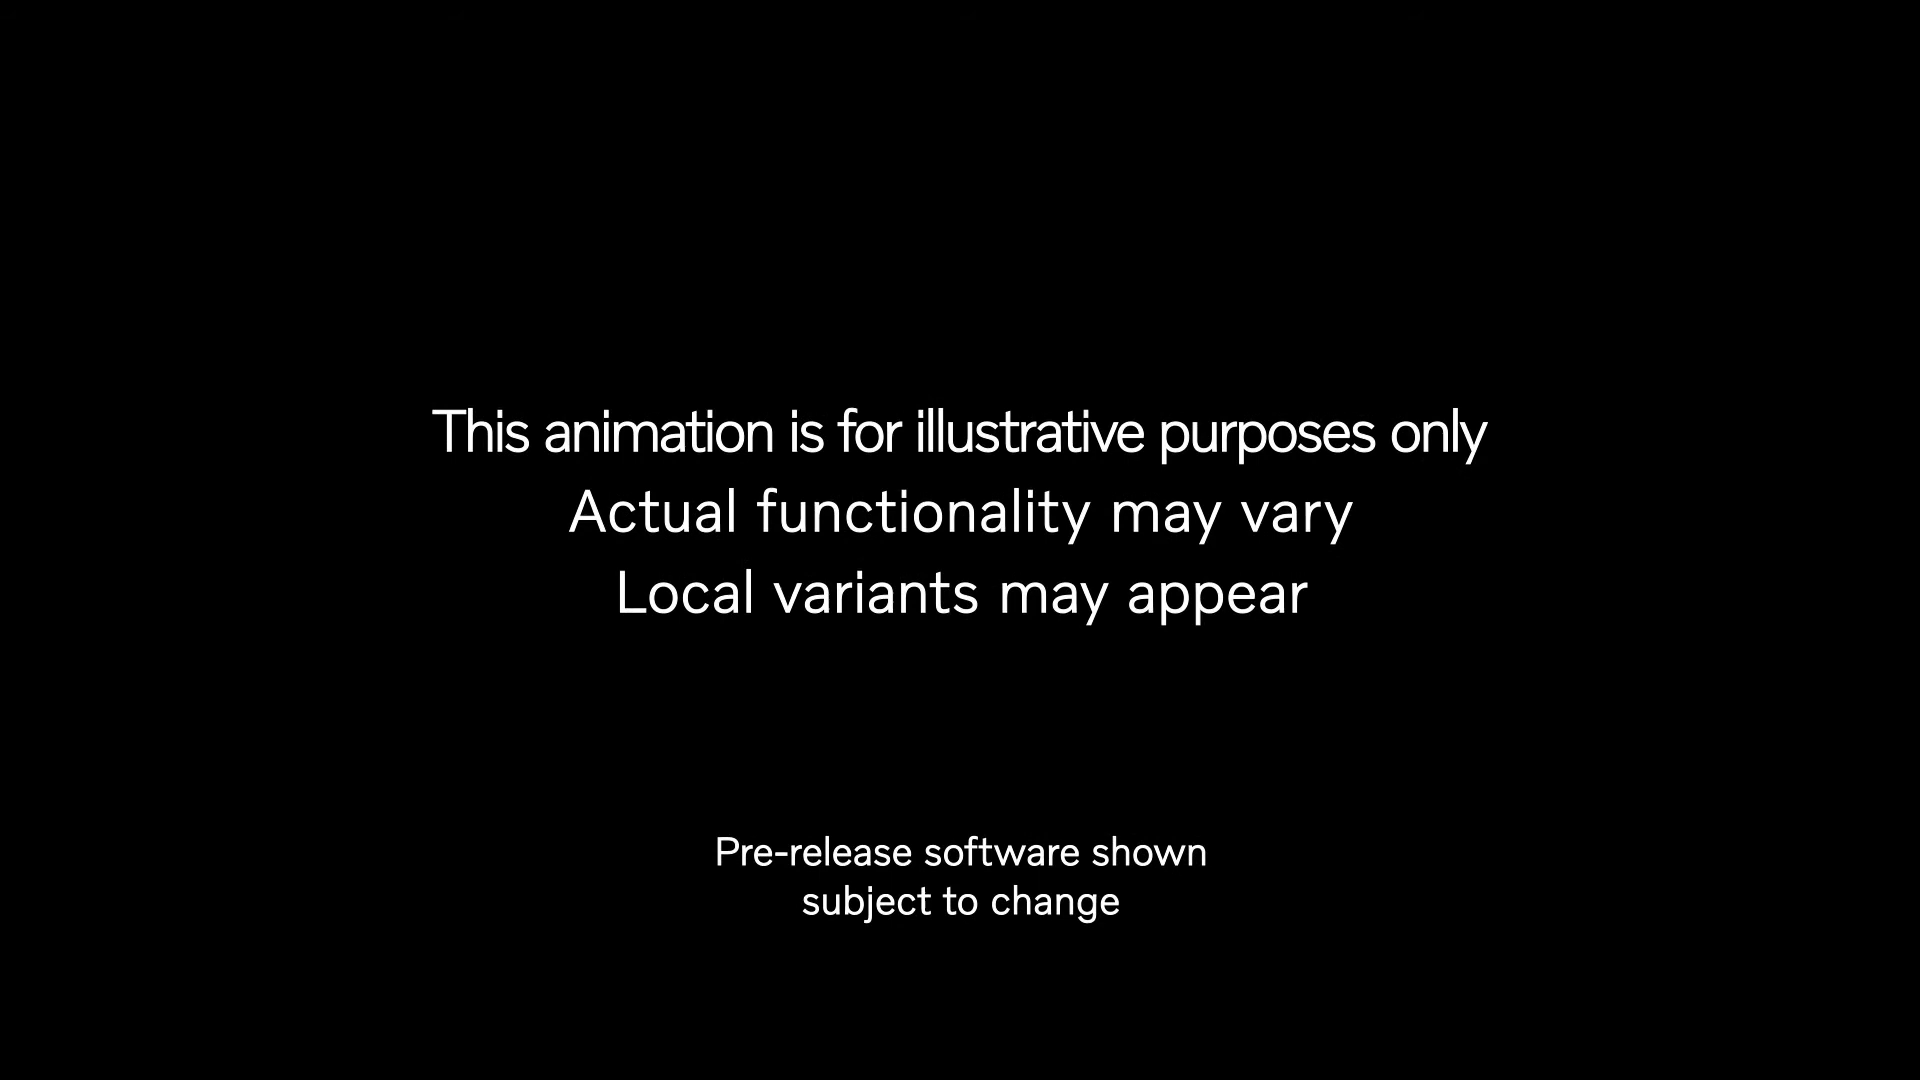 This animation is for illustrative purposes only
Actual functionality may vary
Local variants may appear
Pre-release software shown
subject to change